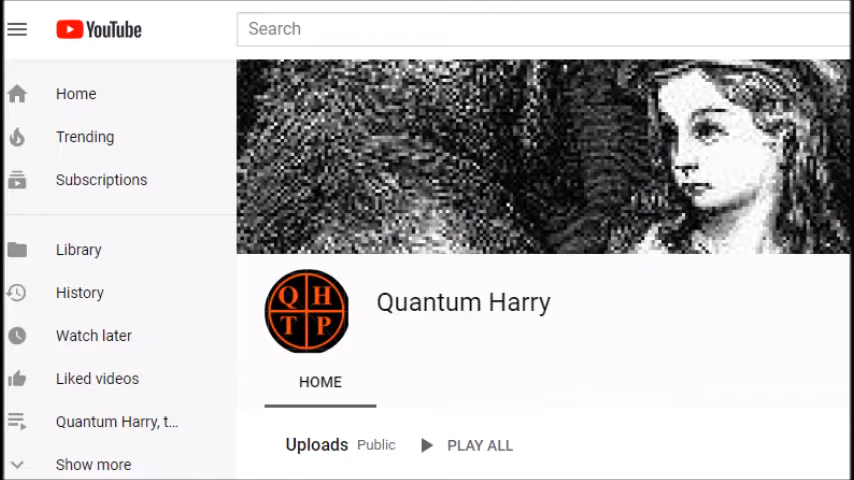 YouTube
Search
Home
Trending
Subscriptions
Library
History
Watch later
Liked videos
Quantum Harry, t...
Show more
Q H
T P
Quantum Harry
HOME
Uploads Public PLAY ALL